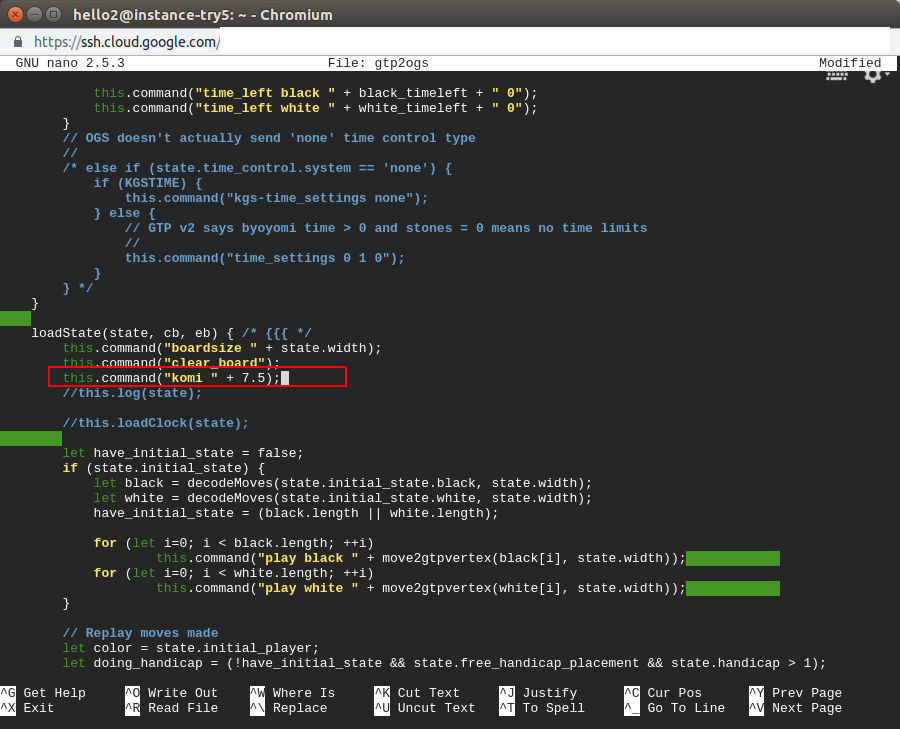 hello2@instance-try5: ~ - Chromium
https://ssh.cloud.google.com/
GNU nano 2.5.3 File: gtp2ogs Modified
this.command("time_left black " + black_timeleft + " 0");
this.command("time_left white " + white_timeleft + " 0");
}
// OGS doesn't actually send 'none' time control type
//
/* else if (state.time_control.system == 'none') {
if (KGSTIME) {
this.command("kgs-time_settings none");
} else {
// GTP v2 says byoyomi time > 0 and stones = 0 means no time limits
//
this.command("time_settings 0 1 0");
}
} */
}
loadState(state, cb, eb) { /* {{{ */
this.command("boardsize " + state.width);
this.command("clear_board");
this.command("komi " + 7.5);
//this.log(state);
//this.loadClock(state);
let have_initial_state = false;
if (state.initial_state) {
let black = decodeMoves(state.initial_state.black, state.width);
let white = decodeMoves(state.initial_state.white, state.width);
have_initial_state = (black.length || white.length);
for (let i=0; i < black.length; ++i)
this.command("play black " + move2gtpvertex(black[i], state.width));
for (let i=0; i < white.length; ++i)
this.command("play white " + move2gtpvertex(white[i], state.width));
}
// Replay moves made
let color = state.initial_player;
let doing_handicap = (!have_initial_state && state.free_handicap_placement && state.handicap > 1);
^G Get Help ^O Write Out ^W Where Is ^K Cut Text ^J Justify ^C Cur Pos ^Y Prev Page
^X Exit ^R Read File ^\ Replace ^U Uncut Text ^T To Spell ^_ Go To Line ^V Next Page